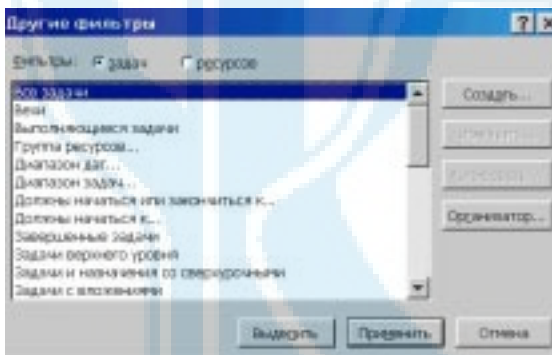 Другие фильтры
Фильтры: задач ресурсов
Все задачи
Вехи
Выполняющиеся задачи
Группа ресурсов...
Диапазон дат...
Диапазон задач...
Должны начаться или закончиться к...
Должны начаться к...
Завершенные задачи
Задачи верхнего уровня
Задачи и назначения со сверхурочными
Задачи с вложениями
Создать...
Изменить...
Организатор...
Выделить Применить Отмена